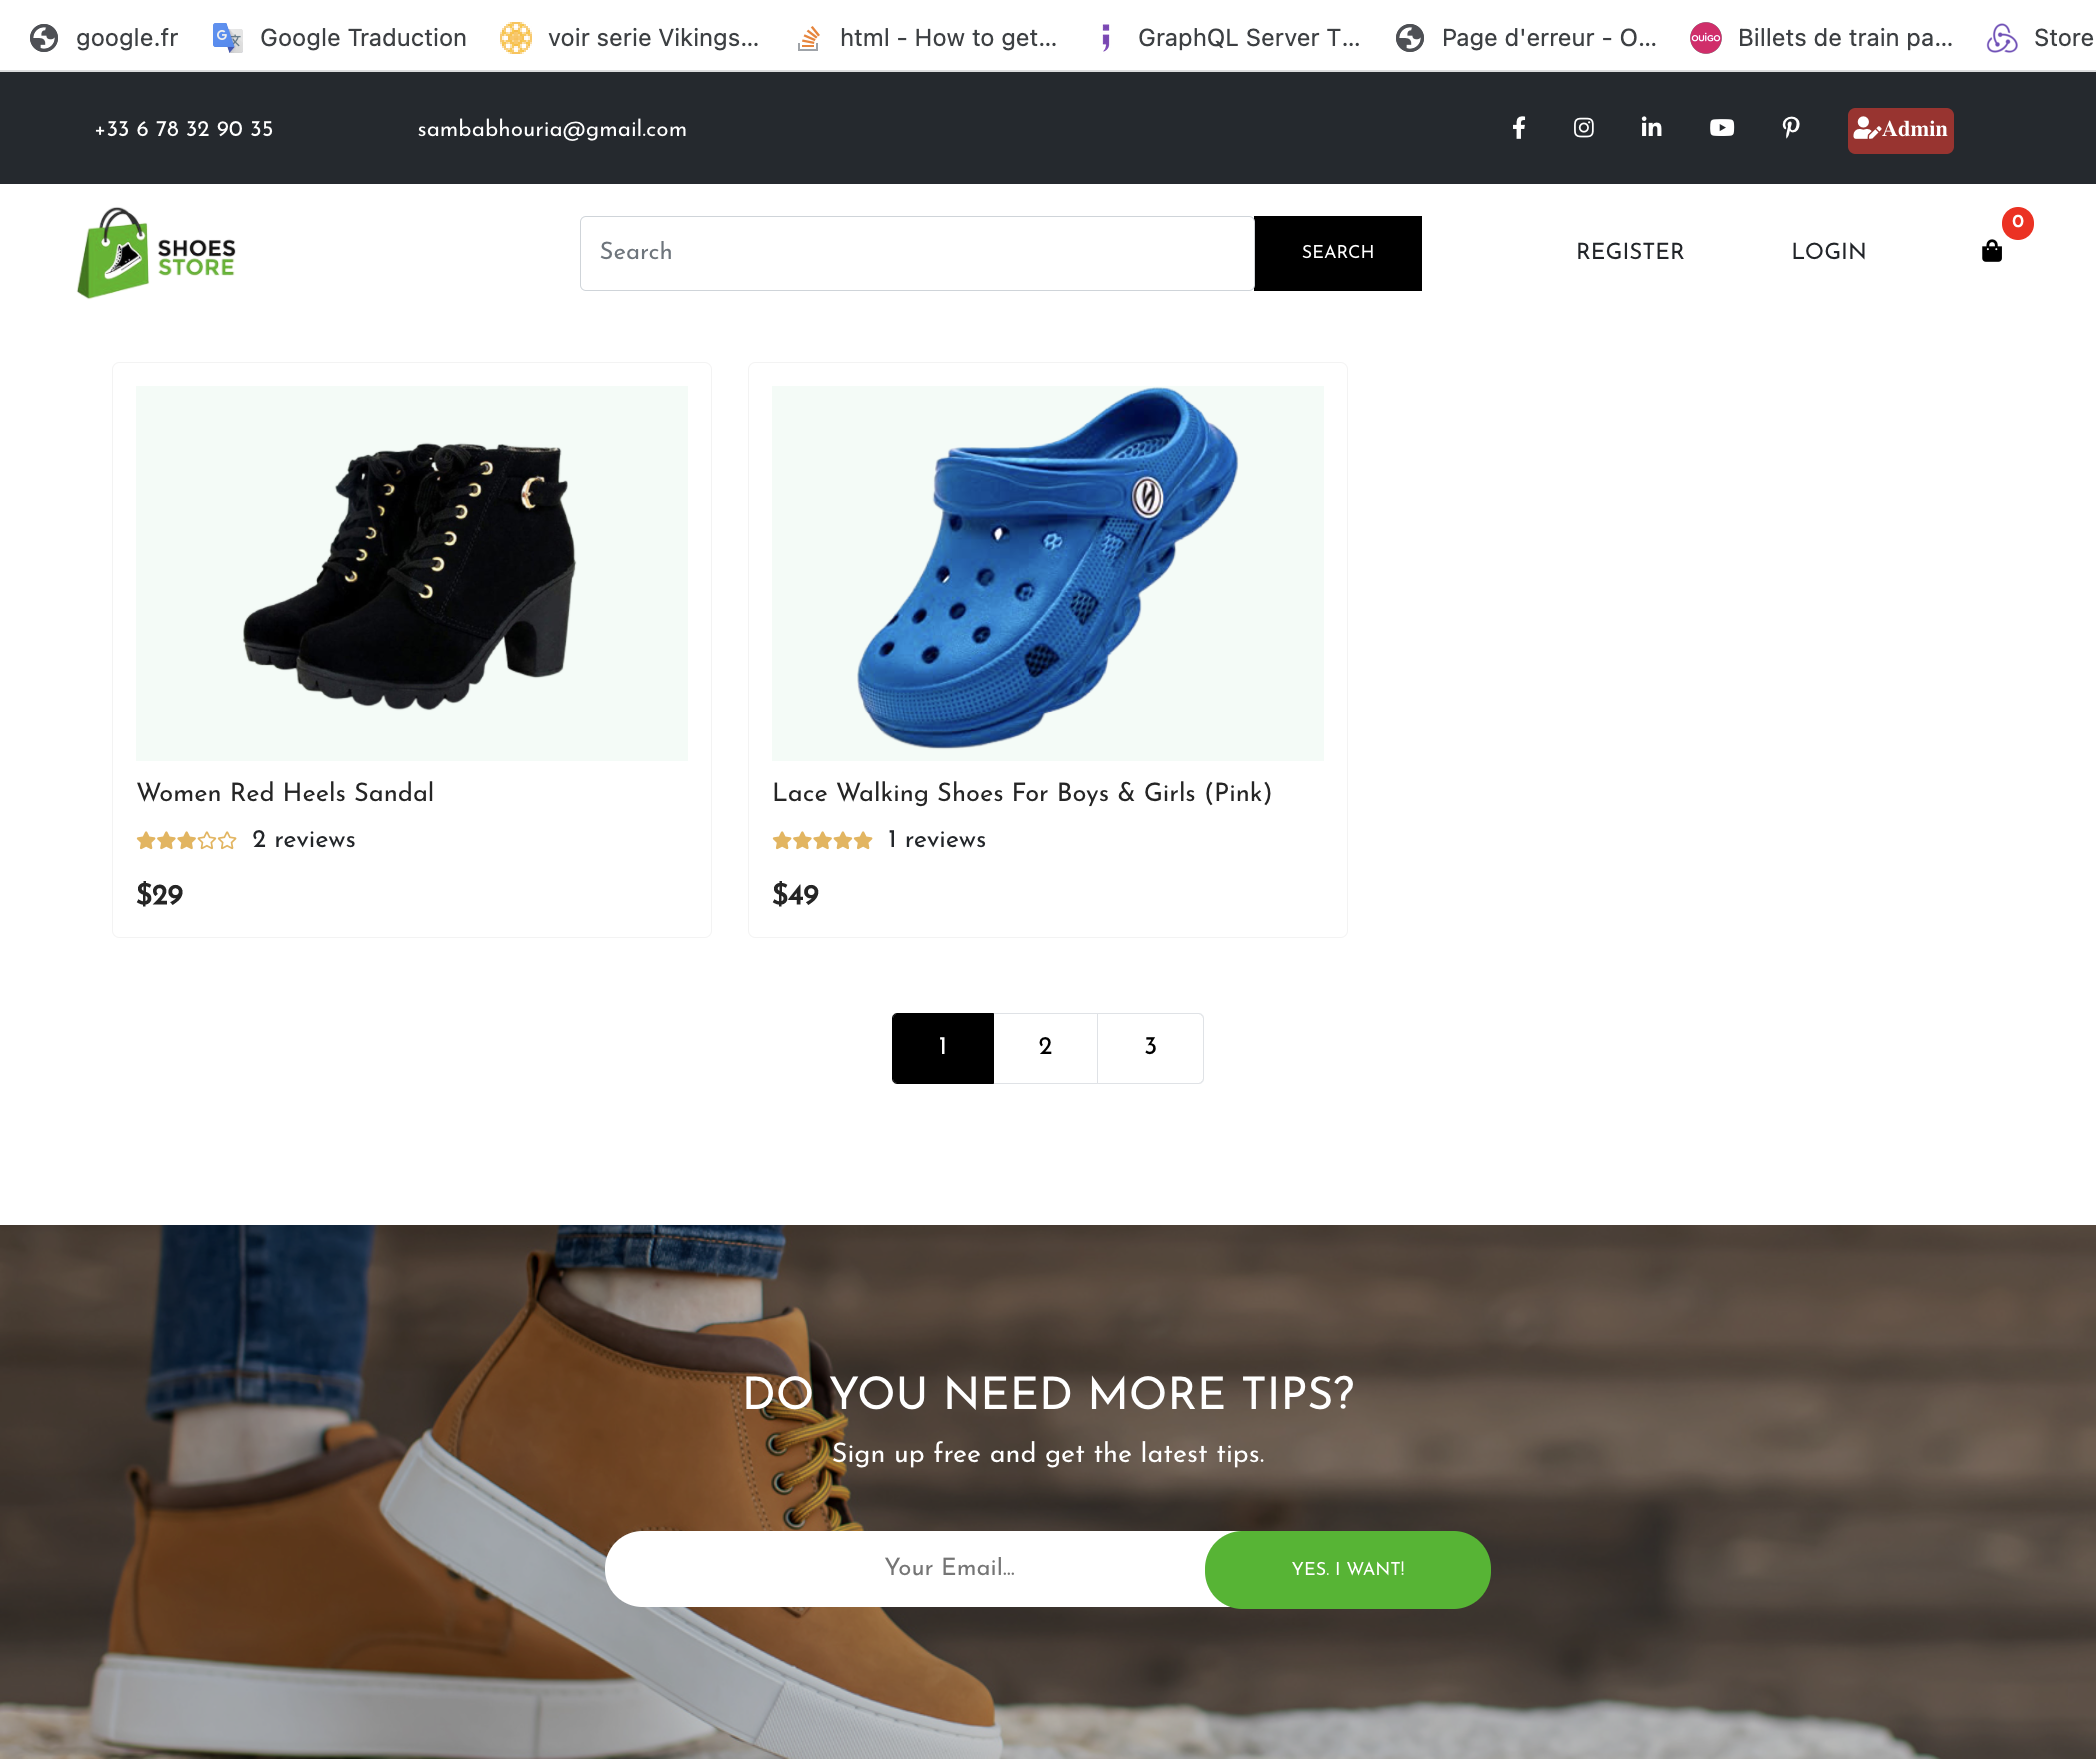 google.fr Google Traduction voir serie Vikings... html - How to get... GraphQL Server T... Page d'erreur - O... OUIGO Billets de train pa... Store
+33 6 78 32 90 35 sambabhouria@gmail.com Admin
SHOES
STORE
Search SEARCH REGISTER LOGIN 0
Women Red Heels Sandal
2 reviews
$29
Lace Walking Shoes For Boys & Girls (Pink)
1 reviews
$49
1 2 3
DO YOU NEED MORE TIPS?
Sign up free and get the latest tips.
Your Email... YES. I WANT!